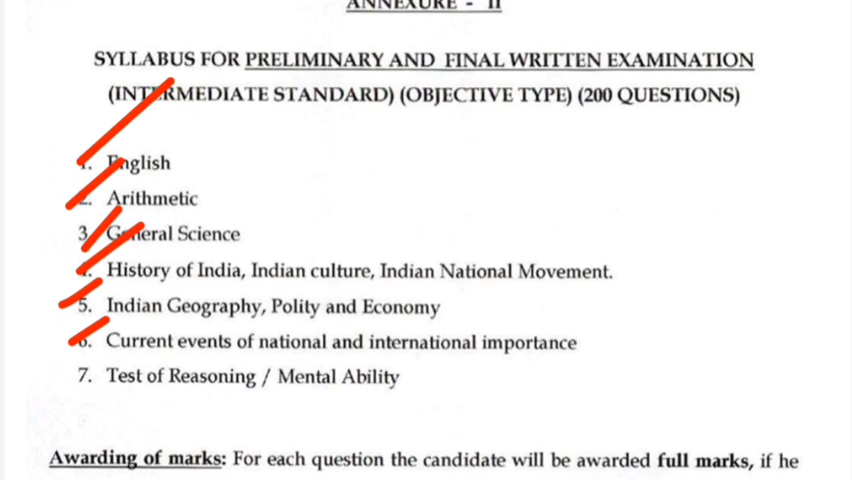 ANNEXURE - II
SYLLABUS FOR PRELIMINARY AND FINAL WRITTEN EXAMINATION
(INTERMEDIATE STANDARD) (OBJECTIVE TYPE) (200 QUESTIONS)
1. English
2. Arithmetic
3. General Science
4. History of India, Indian culture, Indian National Movement.
5. Indian Geography, Polity and Economy
6. Current events of national and international importance
7. Test of Reasoning / Mental Ability
Awarding of marks: For each question the candidate will be awarded full marks, if he